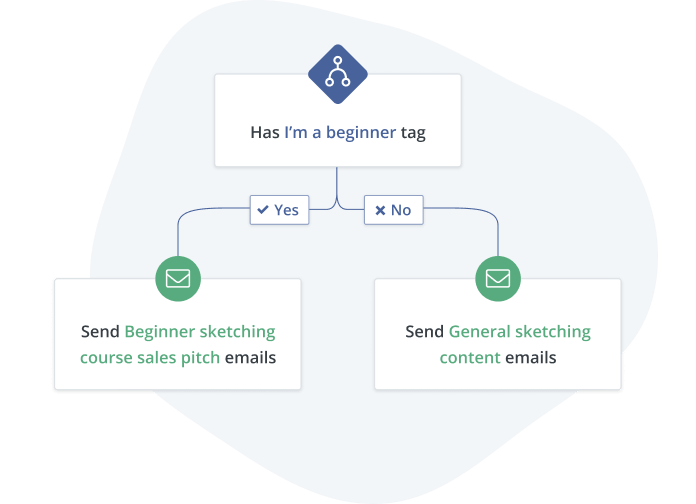 Has I’m a beginner tag
Yes
No
Send Beginner sketching
course sales pitch emails
Send General sketching
content emails